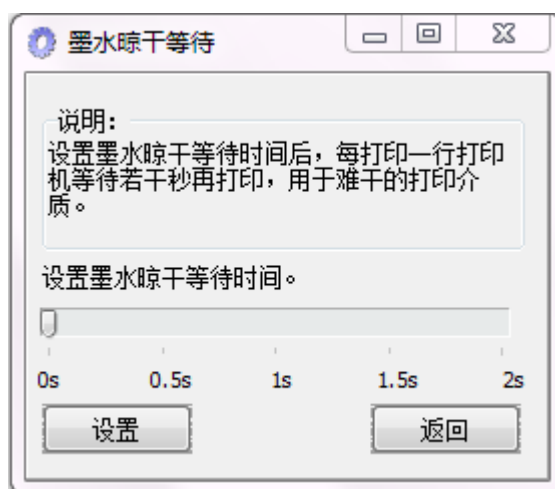 墨水晾干等待
说明：
设置墨水晾干等待时间后，每打印一行打印
机等待若干秒再打印，用于难干的打印介
质。
设置墨水晾干等待时间。
0s 0.5s 1s 1.5s 2s
设置 返回